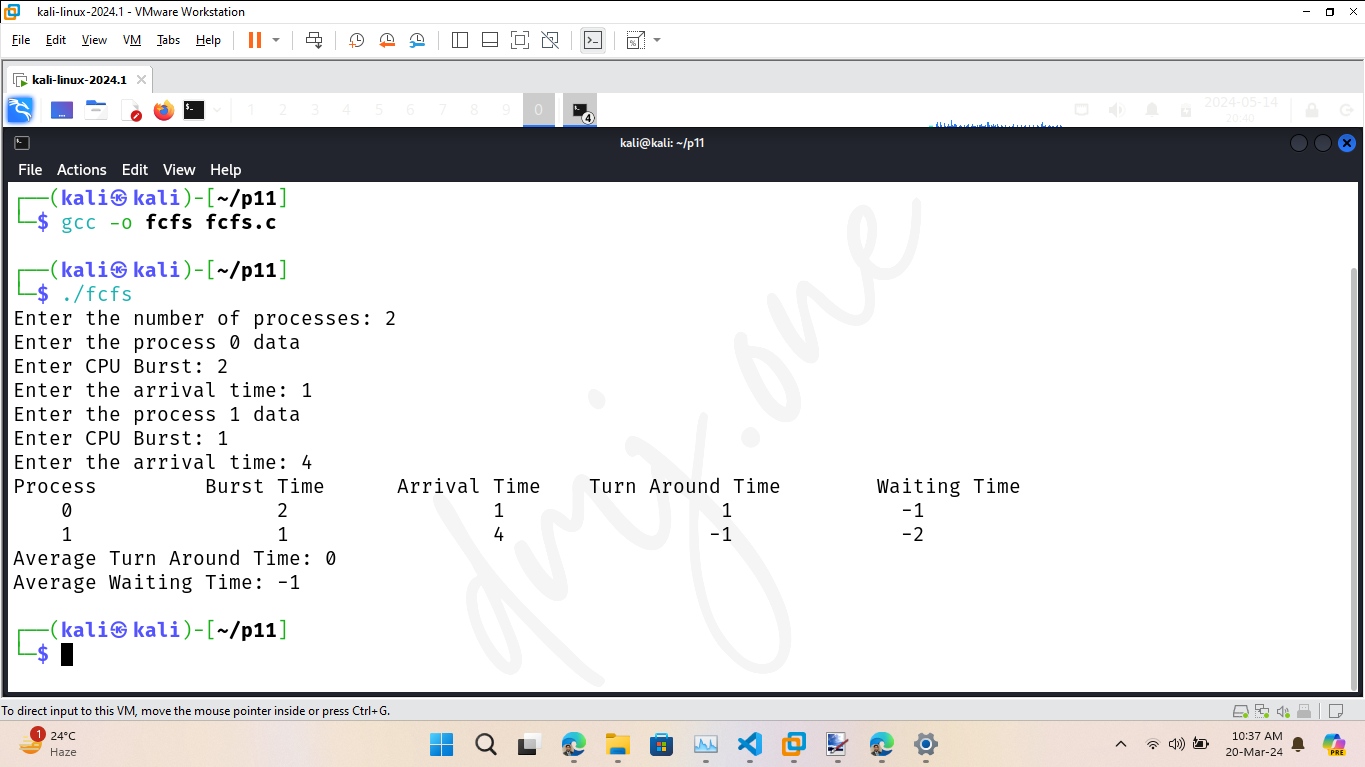 kali-linux-2024.1 - VMware Workstation
File Edit View VM Tabs Help
kali-linux-2024.1
1 2 3 4 5 6 7 8 9 0 4 2024-05-14
20:40
kali@kali: ~/p11
File Actions Edit View Help
┌──(kali㉿kali)-[~/p11]
└─$ gcc -o fcfs fcfs.c
┌──(kali㉿kali)-[~/p11]
└─$ ./fcfs
Enter the number of processes: 2
Enter the process 0 data
Enter CPU Burst: 2
Enter the arrival time: 1
Enter the process 1 data
Enter CPU Burst: 1
Enter the arrival time: 4
Process Burst Time Arrival Time Turn Around Time Waiting Time
0 2 1 1 -1
1 1 4 -1 -2
Average Turn Around Time: 0
Average Waiting Time: -1
┌──(kali㉿kali)-[~/p11]
└─$
dmj.one
To direct input to this VM, move the mouse pointer inside or press Ctrl+G.
1 24°C
Haze
10:37 AM
20-Mar-24
PRE